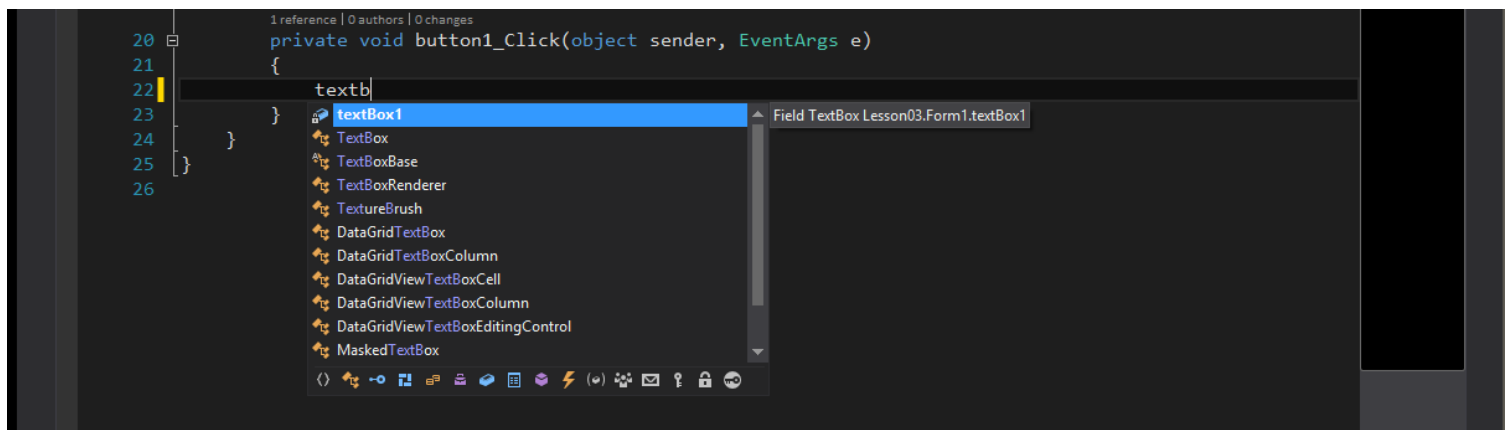 1 reference | 0 authors | 0 changes
20 private void button1_Click(object sender, EventArgs e)
21 {
22 textb
23 }
textBox1 Field TextBox Lesson03.Form1.textBox1
24 }
TextBox
25 }
TextBoxBase
26
TextBoxRenderer
TextureBrush
DataGridTextBox
DataGridTextBoxColumn
DataGridViewTextBoxCell
DataGridViewTextBoxColumn
DataGridViewTextBoxEditingControl
MaskedTextBox